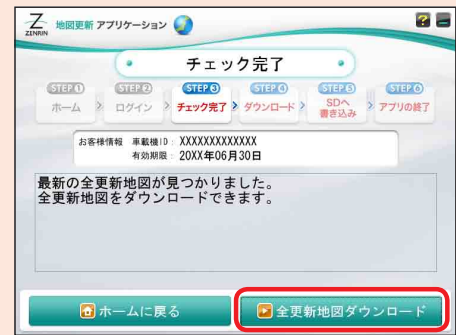 Z
ZENRIN
地図更新 アプリケーション
?
チェック完了
STEP① STEP② STEP③ STEP④ STEP⑤ STEP⑥
ホーム > ログイン > チェック完了 > ダウンロード > SDへ書き込み > アプリの終了
お客様情報 車載機ID: XXXXXXXXXXXXX
有効期限: 20XX年06月30日
最新の全更新地図が見つかりました。
全更新地図をダウンロードできます。
ホームに戻る
全更新地図ダウンロード